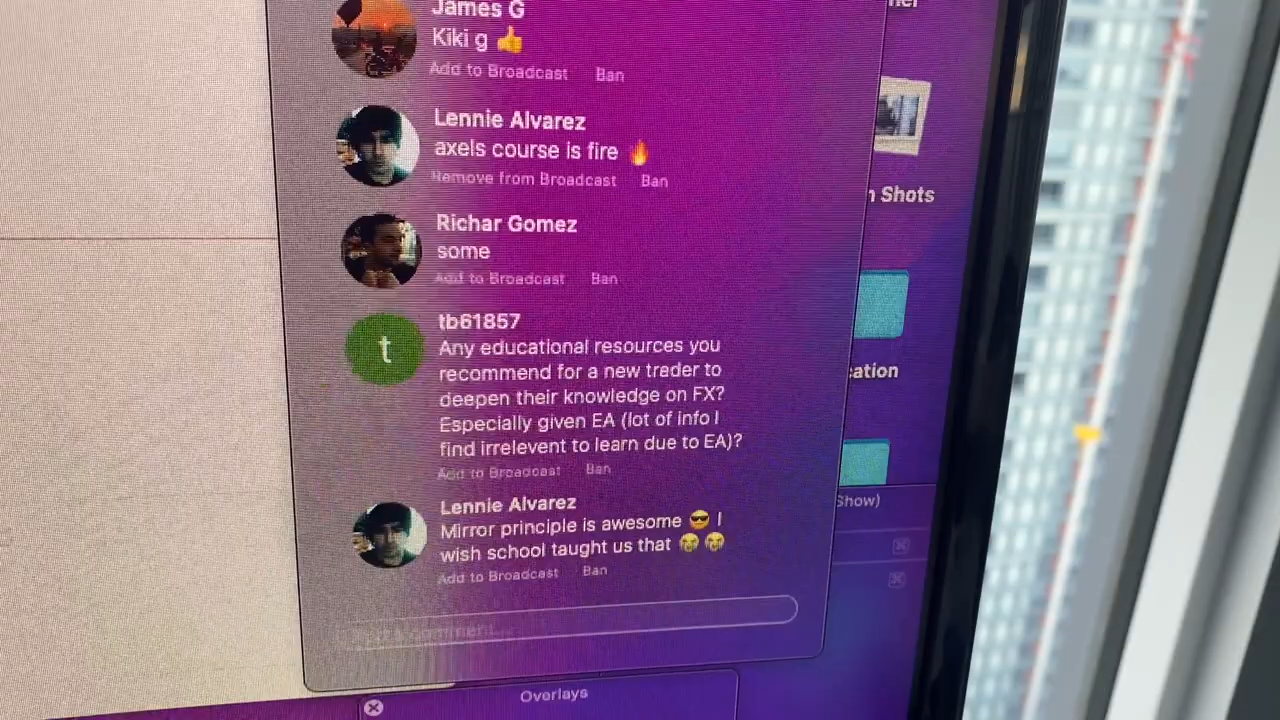 James G
Kiki g 👍
Add to Broadcast Ban
Lennie Alvarez
axels course is fire 🔥
Remove from Broadcast Ban
Shots
Richar Gomez
some
Add to Broadcast Ban
tb61857
t
Any educational resources you
recommend for a new trader to
deepen their knowledge on FX?
Especially given EA (lot of info I
find irrelevent to learn due to EA)?
Add to Broadcast Ban
Lennie Alvarez
Mirror principle is awesome 😎 I
wish school taught us that 😭 😭
Add to Broadcast Ban
Show)
comment...
Overlays